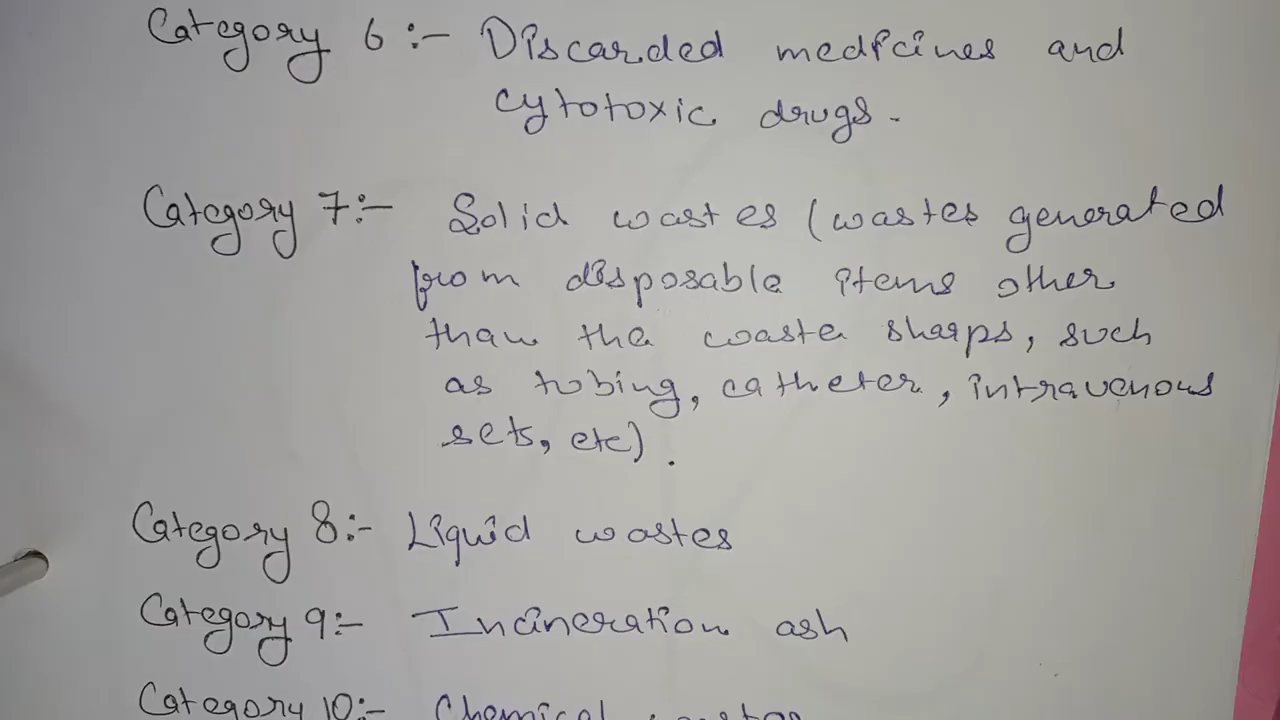 Category 6 :- Discarded medicines and
cytotoxic drugs.
Category 7:- Solid wastes (wastes generated
from disposable items other
than the waste sharps, such
as tubing, catheter, intravenous
sets, etc).
Category 8:- Liquid wastes
Category 9:- Incineration ash
Category 10:- Chemical wastes